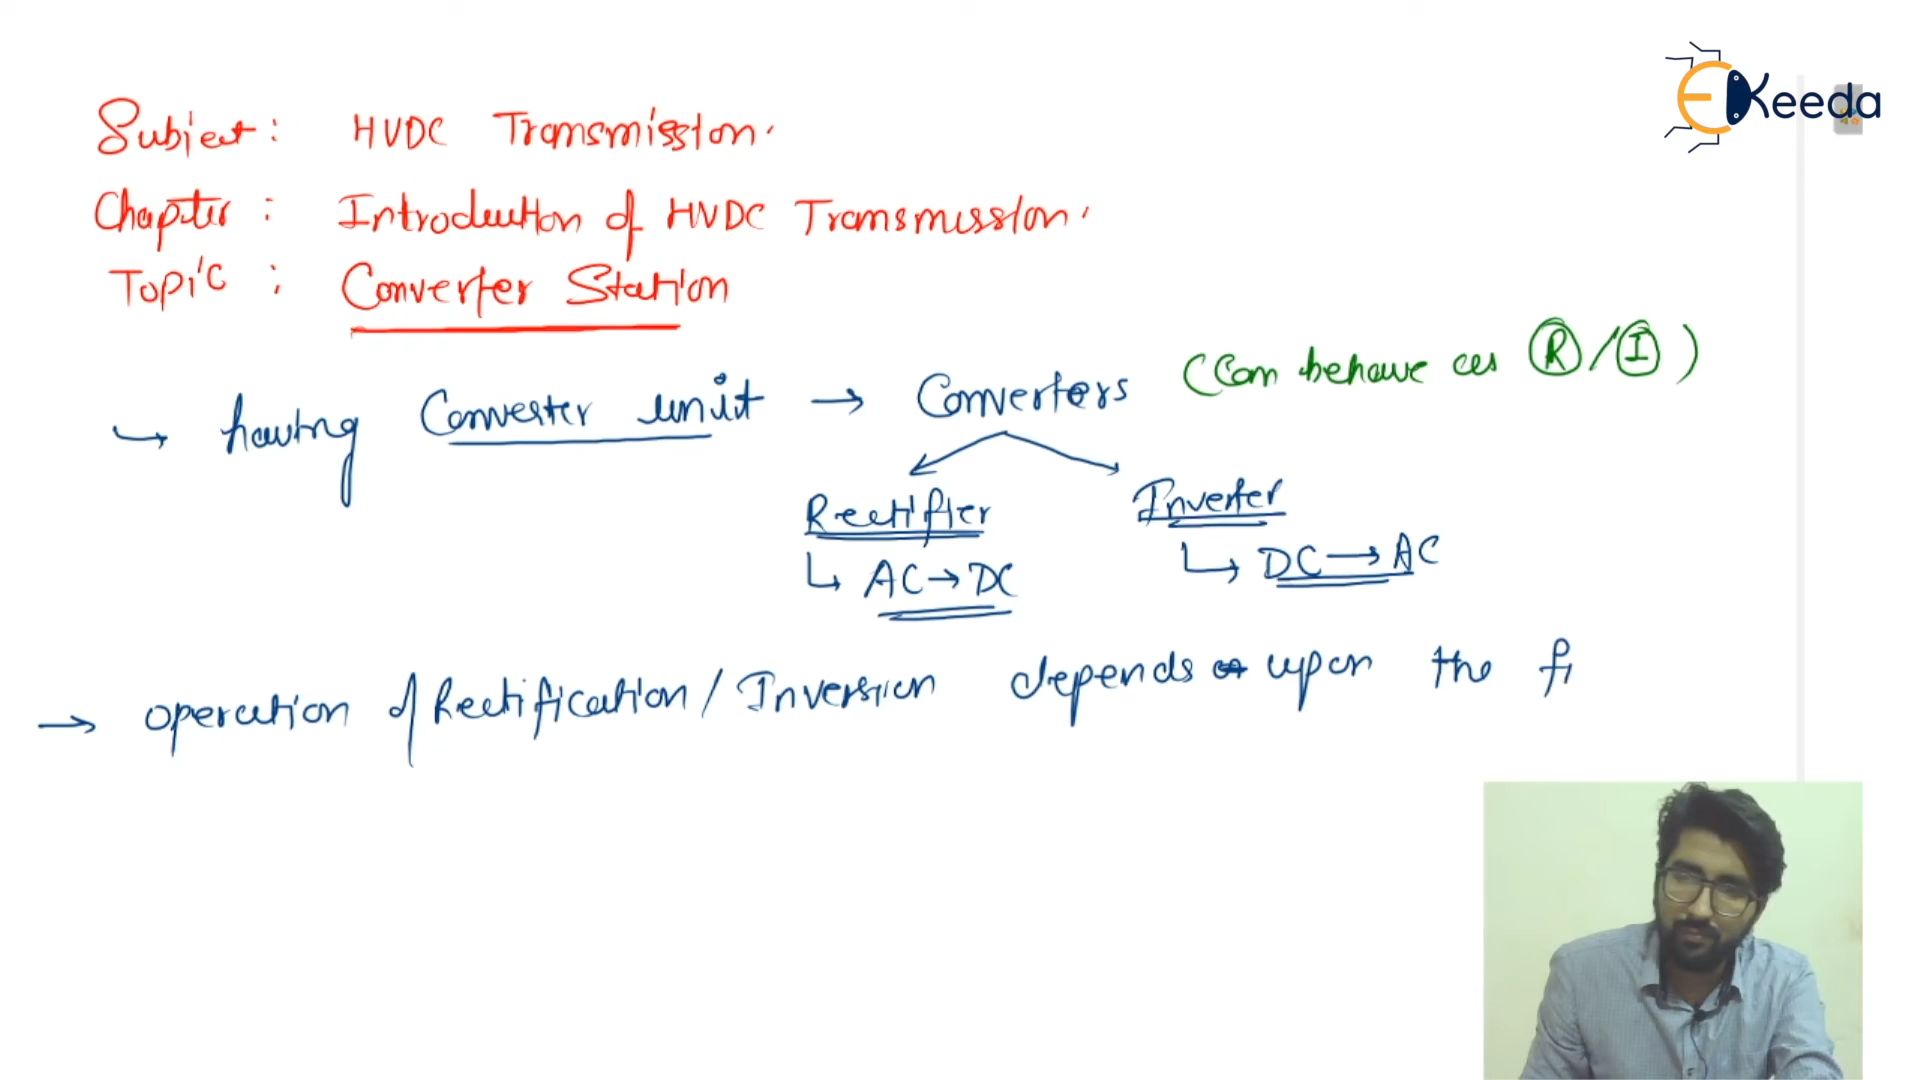 EKeeda
Subject : HVDC Transmission.
Chapter : Introduction of HVDC Transmission.
Topic : Converter Station
↳ having Converter unit → Converters (Can behave as R/I)
Rectifier Inverter
↳ AC → DC ↳ DC → AC
→ operation of Rectification / Inversion depends upon the fi